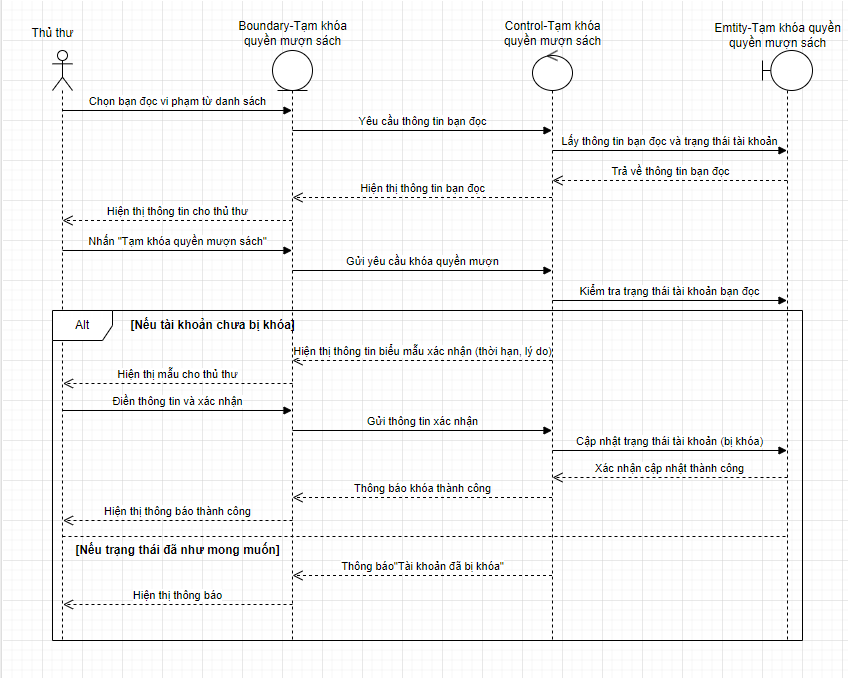 Thủ thư
Boundary-Tạm khóa
quyền mượn sách
Control-Tạm khóa
quyền mượn sách
Emtity-Tạm khóa quyền
quyền mượn sách
Chọn bạn đọc vi phạm từ danh sách
Yêu cầu thông tin bạn đọc
Lấy thông tin bạn đọc và trạng thái tài khoản
Trả về thông tin bạn đọc
Hiện thị thông tin bạn đọc
Hiện thị thông tin cho thủ thư
Nhấn "Tạm khóa quyền mượn sách"
Gửi yêu cầu khóa quyền mượn
Kiểm tra trạng thái tài khoản bạn đọc
Alt
[Nếu tài khoản chưa bị khóa]
Hiện thị thông tin biểu mẫu xác nhận (thời hạn, lý do)
Hiện thị mẫu cho thủ thư
Điền thông tin và xác nhận
Gửi thông tin xác nhận
Cập nhật trạng thái tài khoản (bị khóa)
Xác nhận cập nhật thành công
Thông báo khóa thành công
Hiện thị thông báo thành công
[Nếu trạng thái đã như mong muốn]
Thông báo"Tài khoản đã bị khóa"
Hiện thị thông báo